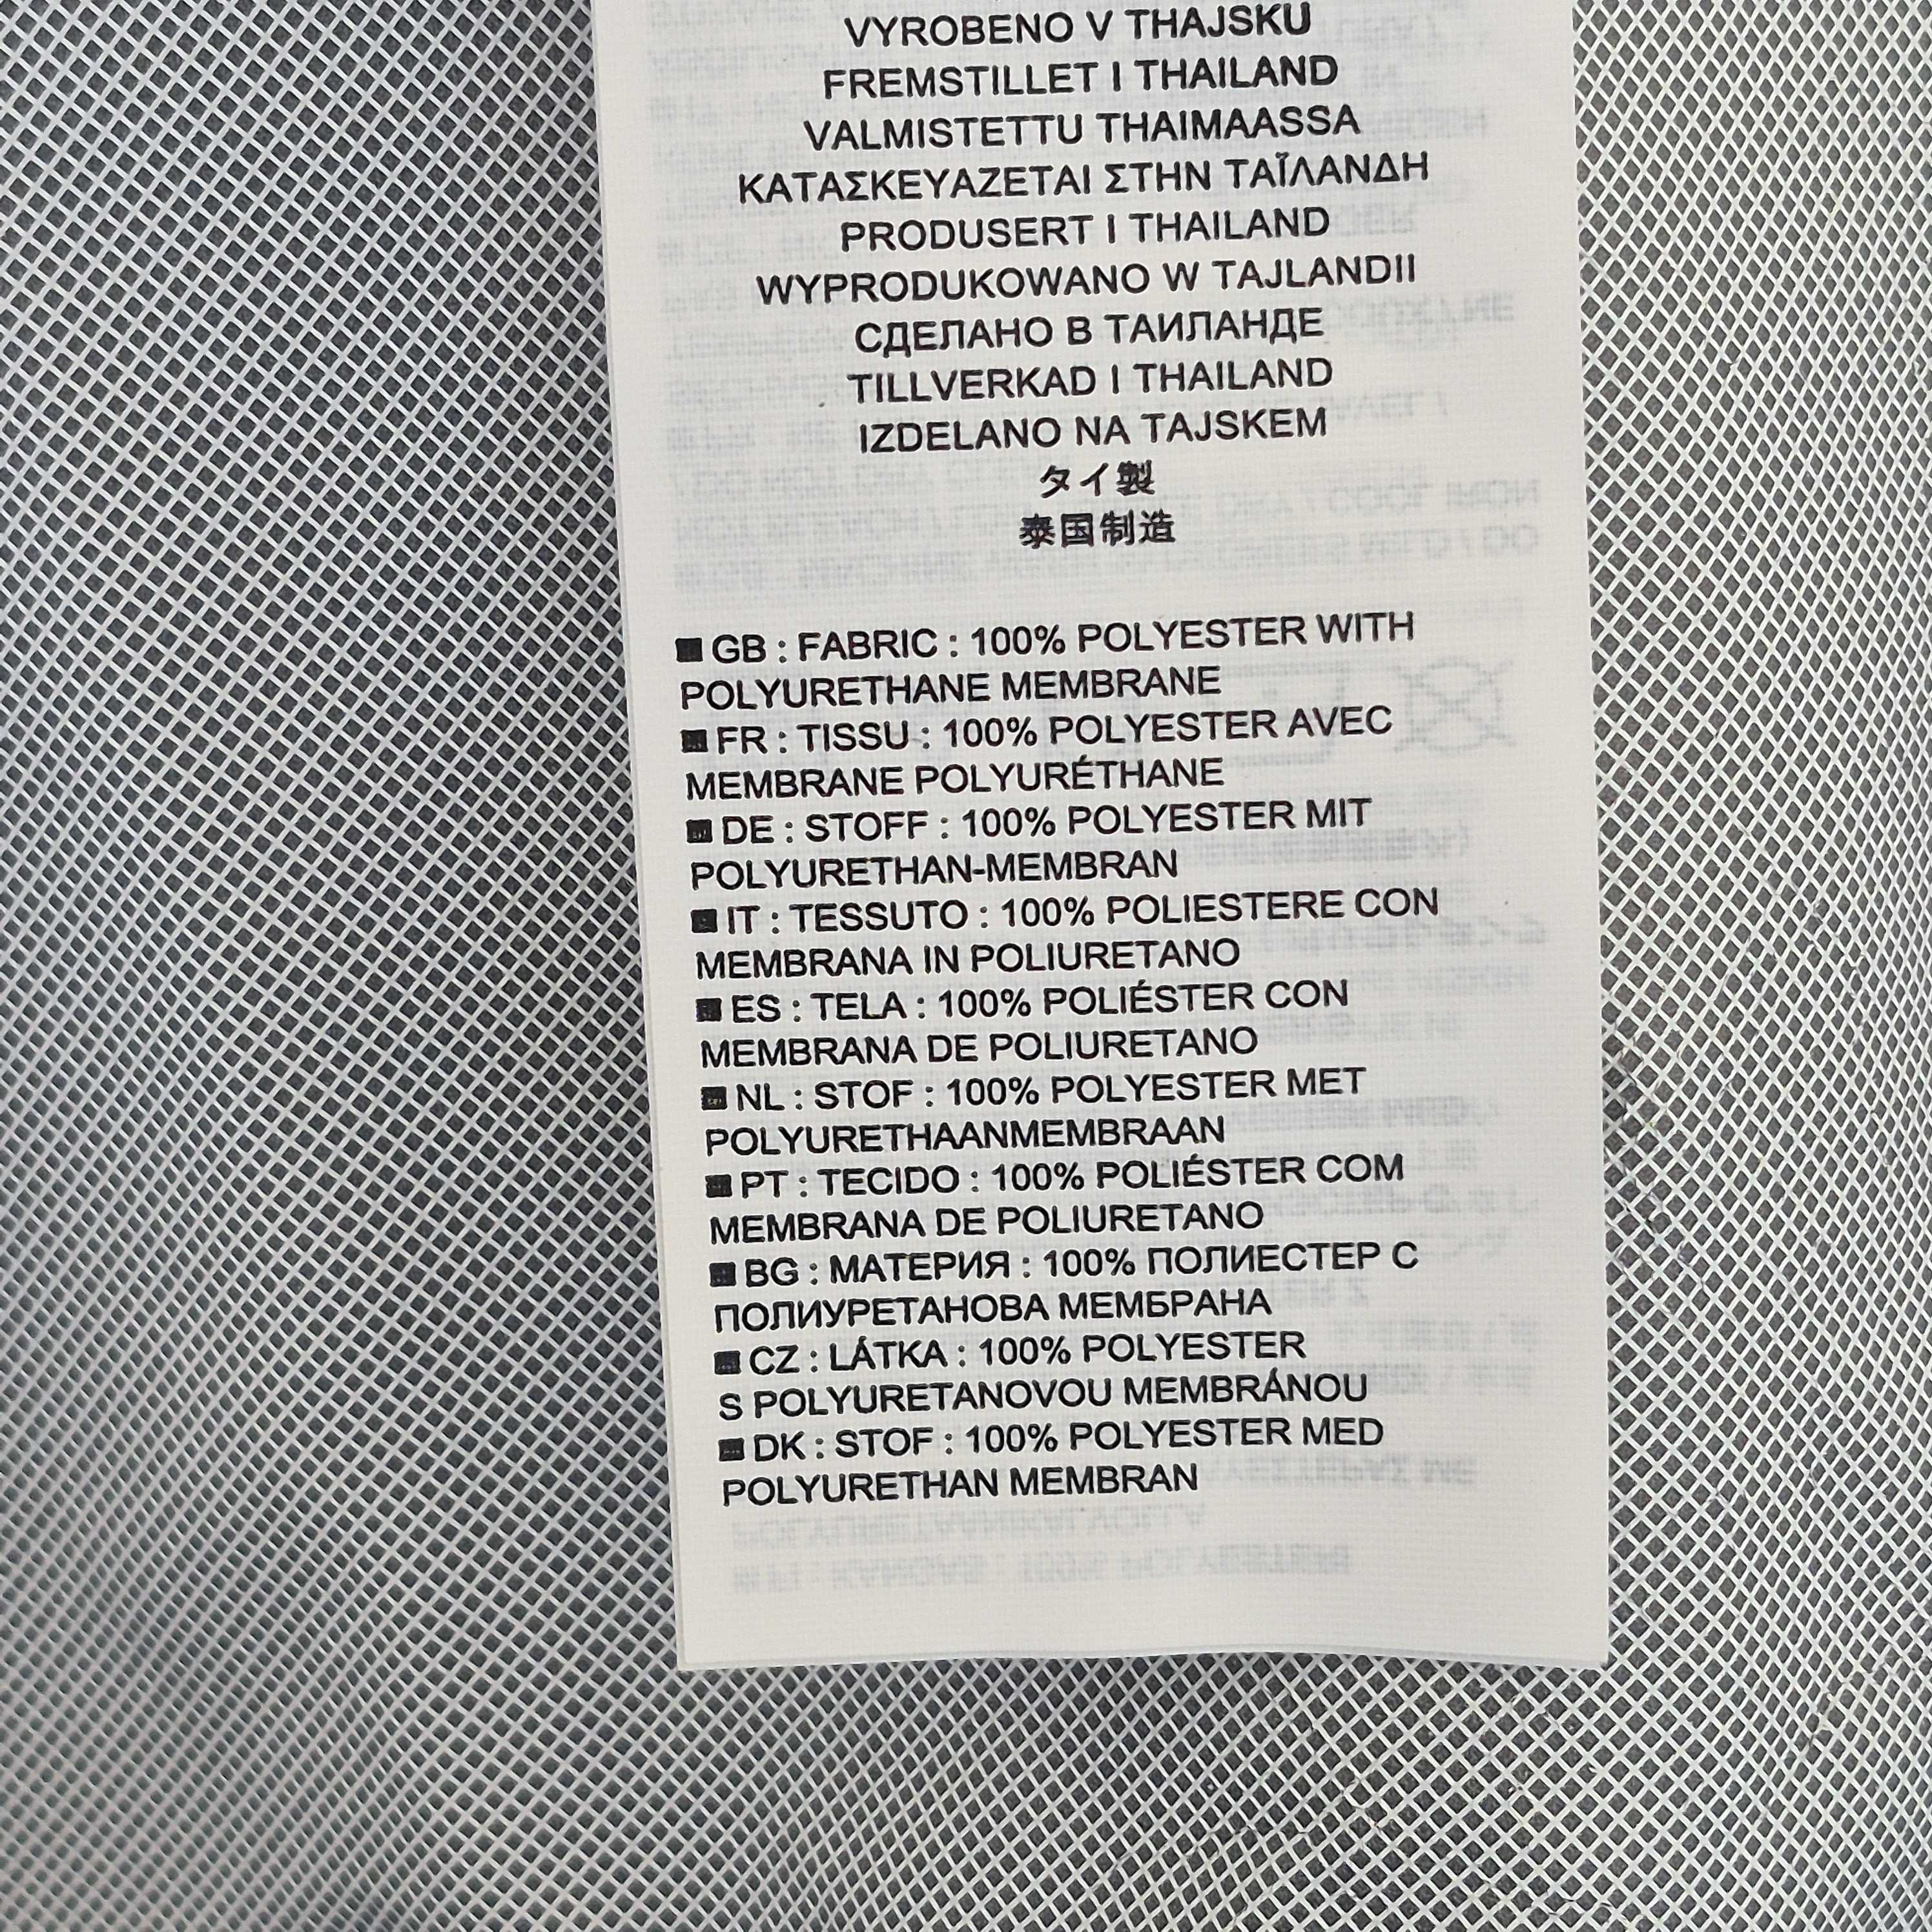 VYROBENO V THAJSKU
FREMSTILLET I THAILAND
VALMISTETTU THAIMAASSA
ΚΑΤΑΣΚΕΥΑΖΕΤΑΙ ΣΤΗΝ ΤΑΪΛΑΝΔΗ
PRODUSERT I THAILAND
WYPRODUKOWANO W TAJLANDII
СДЕЛАНО В ТАИЛАНДЕ
TILLVERKAD I THAILAND
IZDELANO NA TAJSKEM
タイ製
泰国制造
■ GB : FABRIC : 100% POLYESTER WITH
POLYURETHANE MEMBRANE
■ FR : TISSU : 100% POLYESTER AVEC
MEMBRANE POLYURÉTHANE
■ DE : STOFF : 100% POLYESTER MIT
POLYURETHAN-MEMBRAN
■ IT : TESSUTO : 100% POLIESTERE CON
MEMBRANA IN POLIURETANO
■ ES : TELA : 100% POLIÉSTER CON
MEMBRANA DE POLIURETANO
■ NL : STOF : 100% POLYESTER MET
POLYURETHAANMEMBRAAN
■ PT : TECIDO : 100% POLIÉSTER COM
MEMBRANA DE POLIURETANO
■ BG : МАТЕРИЯ : 100% ПОЛИЕСТЕР С
ПОЛИУРЕТАНОВА МЕМБРАНА
■ CZ : LÁTKA : 100% POLYESTER
S POLYURETANOVOU MEMBRÁNOU
■ DK : STOF : 100% POLYESTER MED
POLYURETHAN MEMBRAN